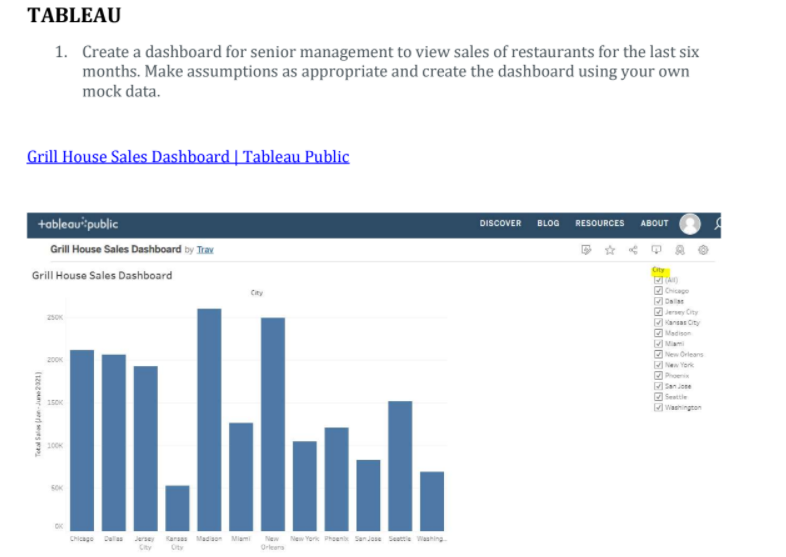 TABLEAU
1. Create a dashboard for senior management to view sales of restaurants for the last six
months. Make assumptions as appropriate and create the dashboard using your own
mock data.
Grill House Sales Dashboard | Tableau Public
+ableau public
DISCOVER BLOG RESOURCES ABOUT
Grill House Sales Dashboard by Trav
Grill House Sales Dashboard
City
City
(All)
Chicago
Dallas
Jersey City
Kansas City
Madison
Miami
New Orleans
New York
Phoenix
San Jose
Seattle
Washington
Total Sales (Jan - June 2021)
250K
200K
150K
100K
50K
0K
Chicago Dallas Jersey City Kansas City Madison Miami New Orleans New York Phoenix San Jose Seattle Washing..